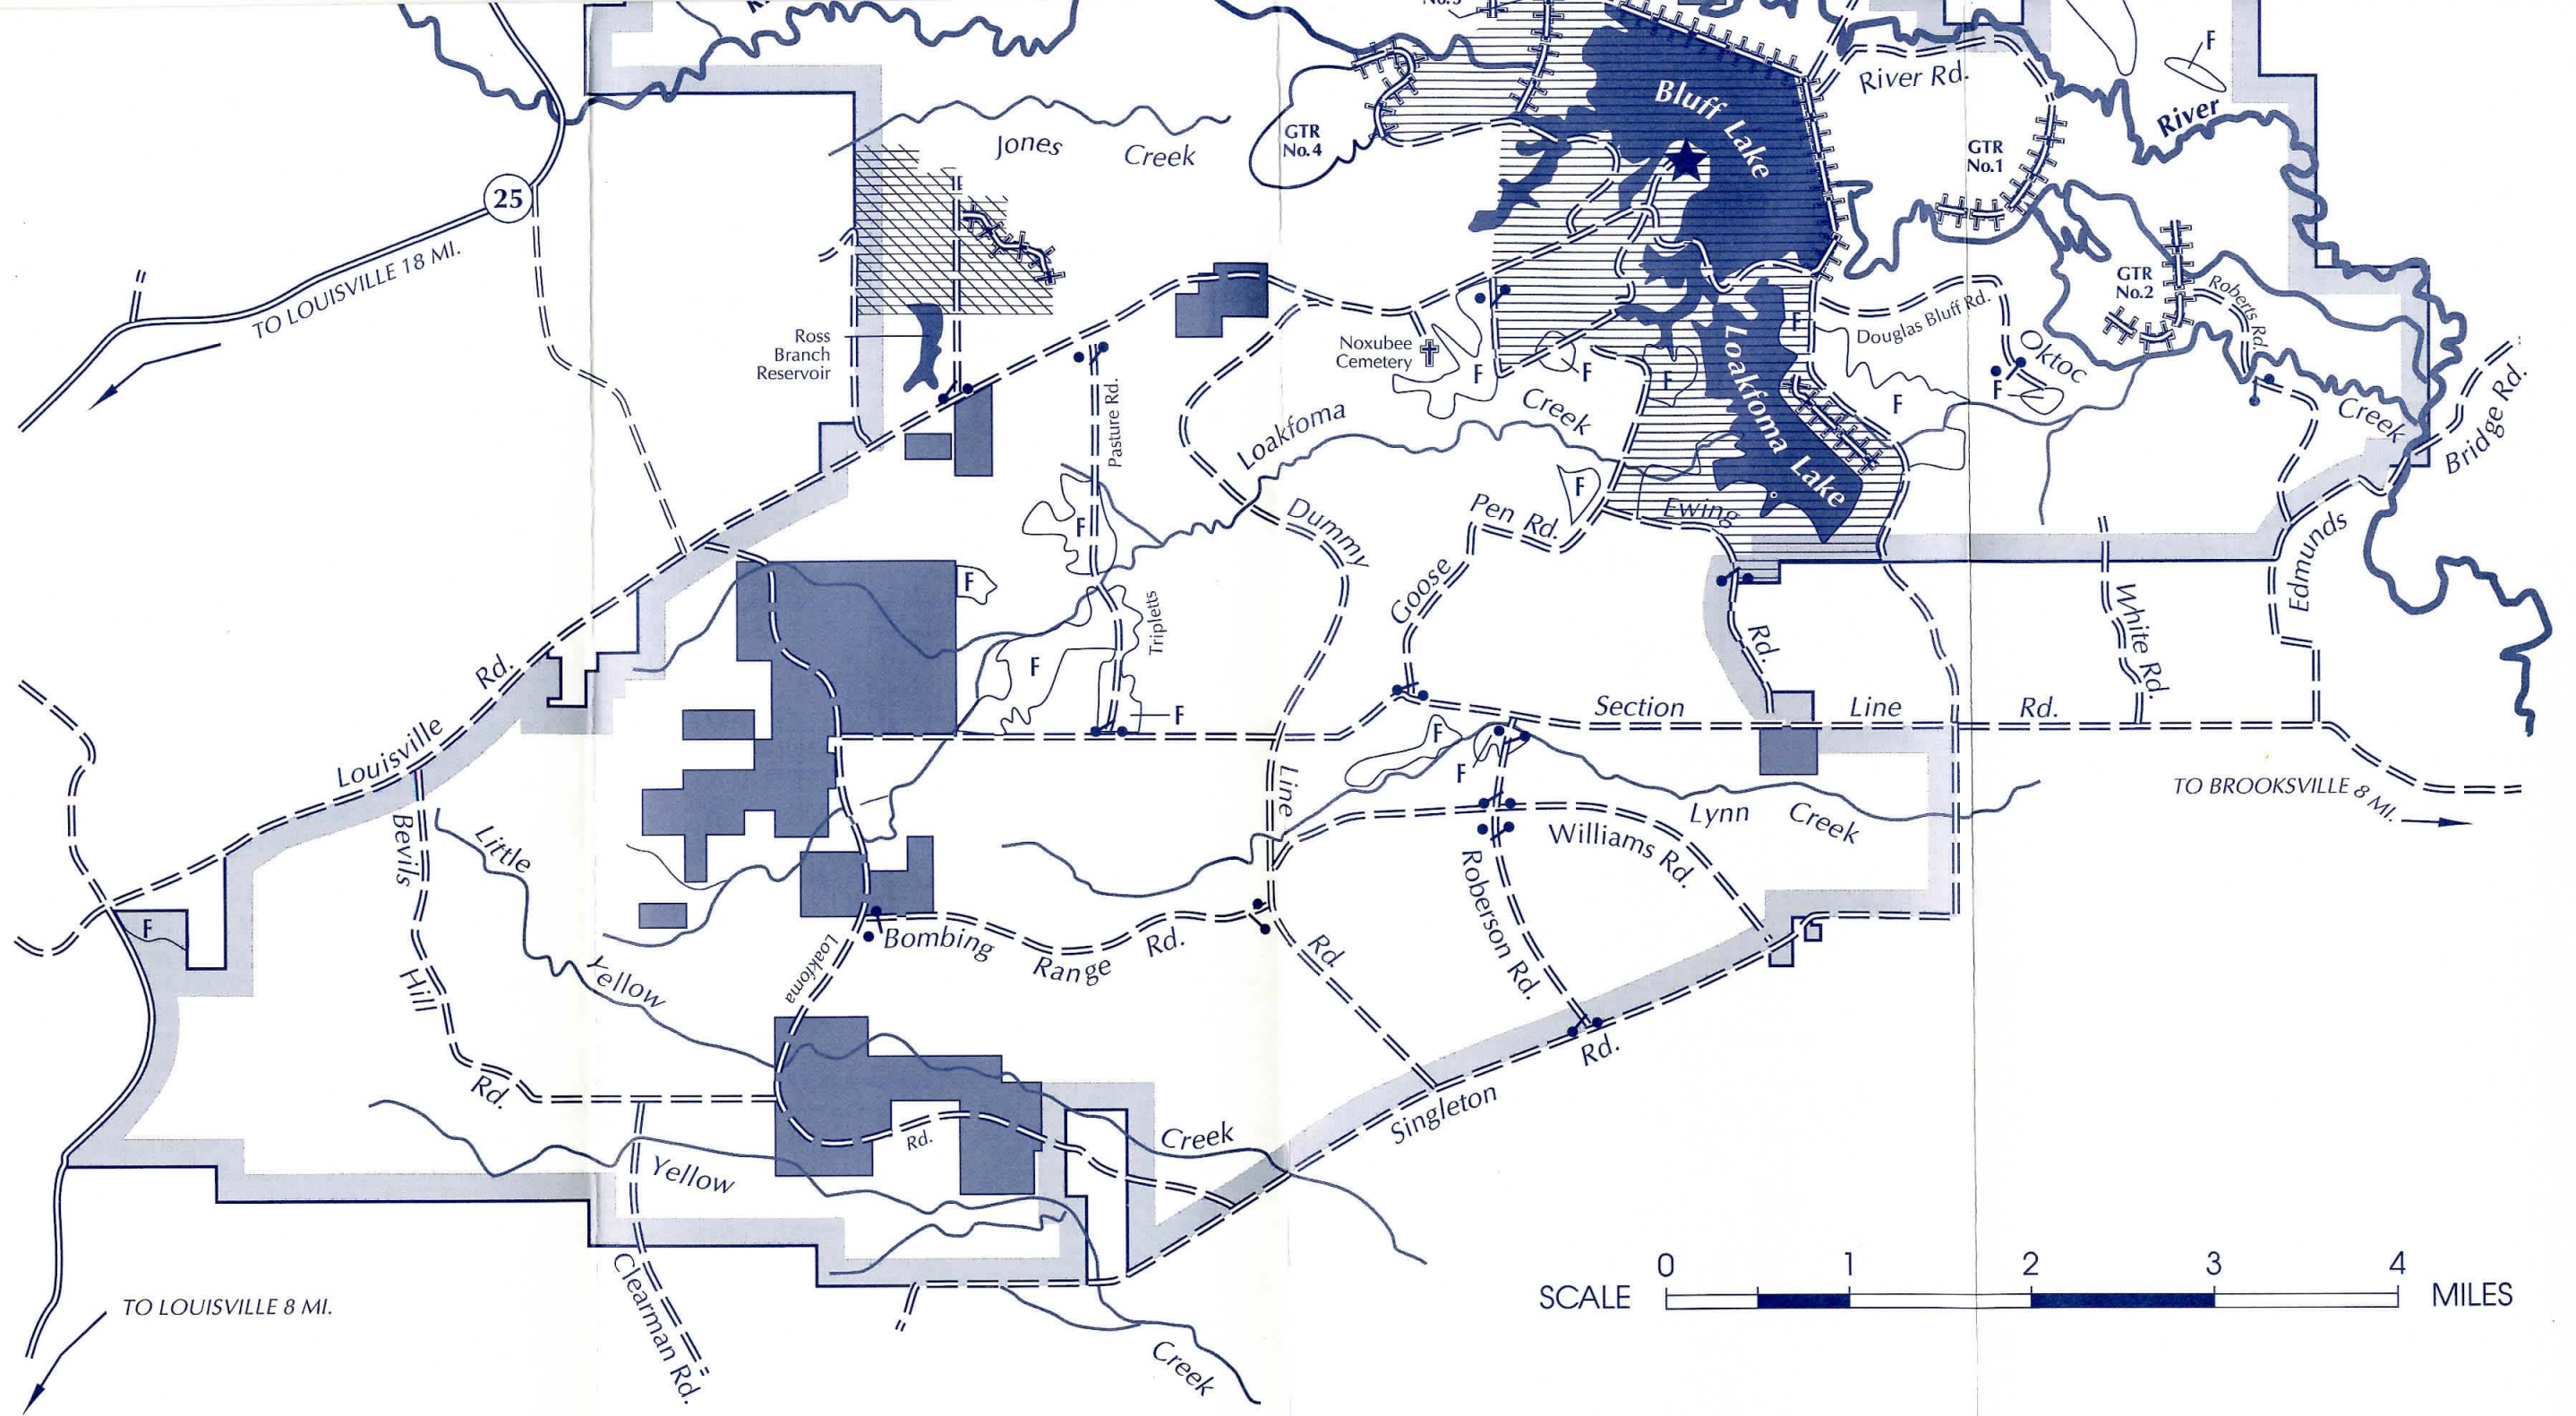 No.3
F
River Rd.
River
Bluff Lake
GTR
No.4
GTR
No.1
Jones Creek
25
TO LOUISVILLE 18 MI.
F
GTR
No.2
Roberts Rd.
Douglas Bluff Rd.
Ross
Branch
Reservoir
Noxubee
Cemetery
F
F
F
F
F
F
Oktoc
Creek
Bridge Rd.
Loakfoma Lake
Pasture Rd.
Loakfoma Creek
F
F
Pen Rd.
Ewing
Dummy
Goose
Edmunds
F
Tripletts
White Rd.
Rd.
F
F
Rd.
Section Line Rd.
Louisville
F
F
Line
TO BROOKSVILLE 8 MI.
Lynn Creek
Williams Rd.
Bevils
Little
Roberson Rd.
F
Bombing Range Rd.
Rd.
Loakfoma
Hill
Yellow
Rd.
Rd.
Singleton
Rd.
Creek
Yellow
Clearman Rd.
0 1 2 3 4
SCALE
MILES
TO LOUISVILLE 8 MI.
Creek